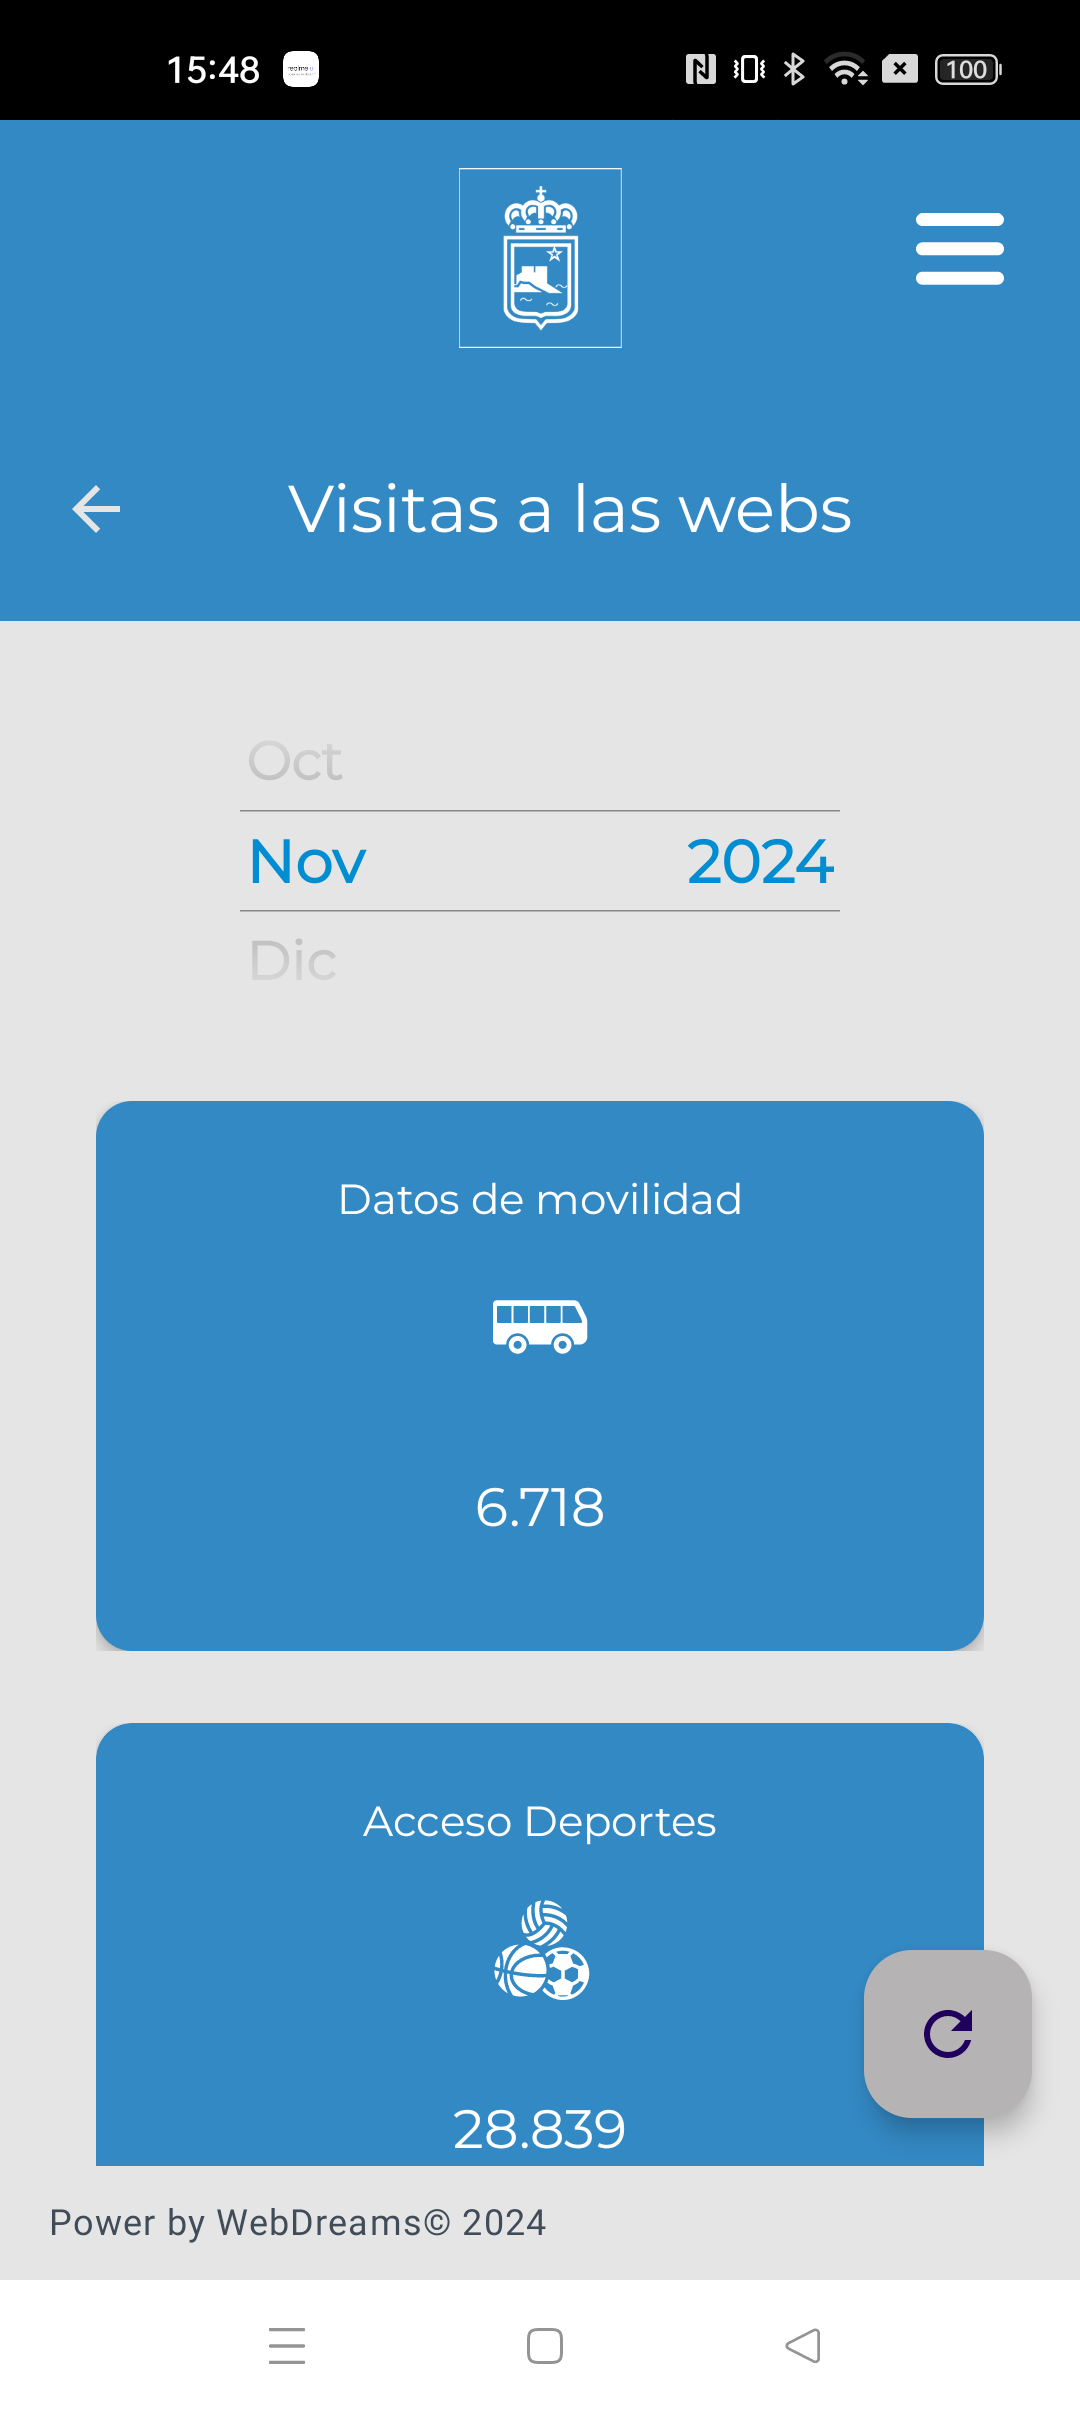 15:48
100
Visitas a las webs
Oct
Nov 2024
Dic
Datos de movilidad
6.718
Acceso Deportes
28.839
Power by WebDreams© 2024